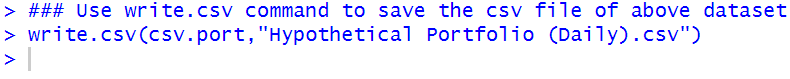 > ### Use write.csv command to save the csv file of above dataset
> write.csv(csv.port,"Hypothetical Portfolio (Daily).csv")
>